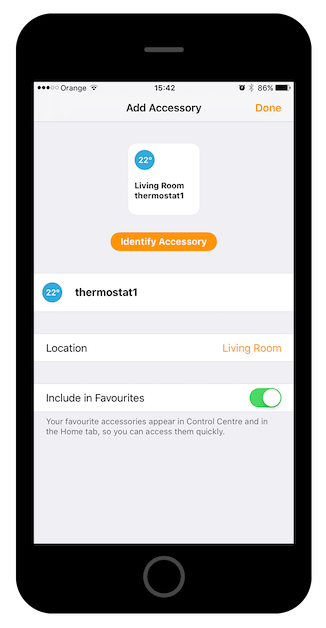 Orange 15:42 86%
Add Accessory Done
22°
Living Room
thermostat1
Identify Accessory
22° thermostat1
Location Living Room
Include in Favourites
Your favourite accessories appear in Control Centre and in
the Home tab, so you can access them quickly.